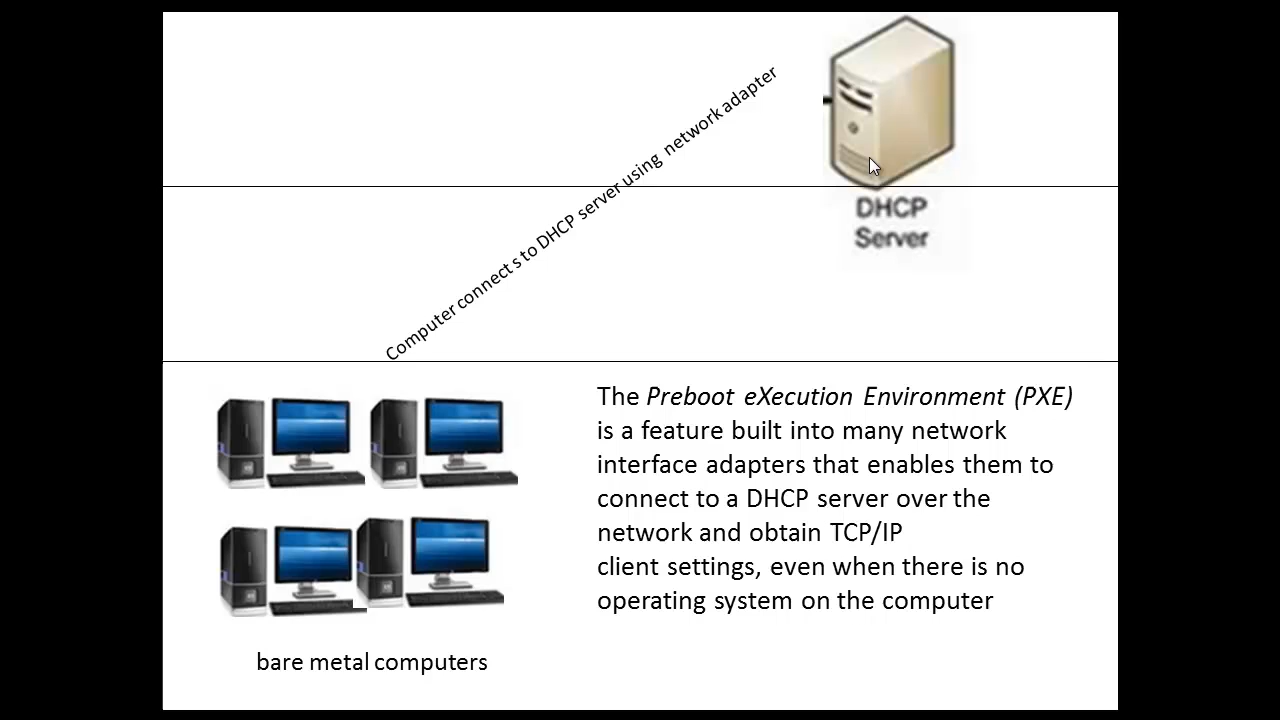 Computer connect s to DHCP server using network adapter
DHCP
Server
The Preboot eXecution Environment (PXE)
is a feature built into many network
interface adapters that enables them to
connect to a DHCP server over the
network and obtain TCP/IP
client settings, even when there is no
operating system on the computer
bare metal computers